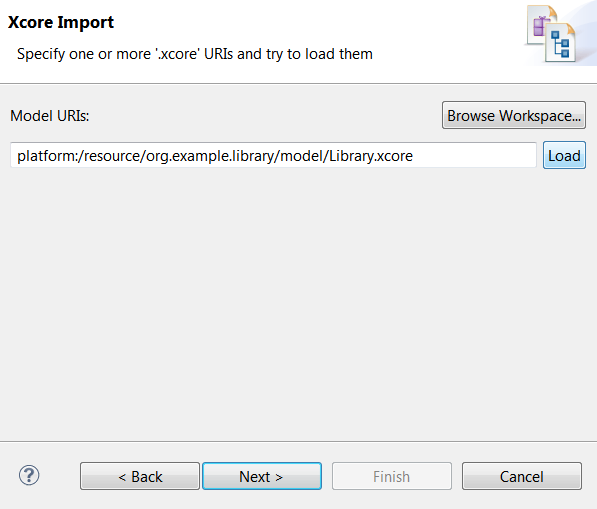 Xcore Import
Specify one or more '.xcore' URIs and try to load them
Model URIs:
Browse Workspace...
platform:/resource/org.example.library/model/Library.xcore
Load
?
< Back
Next >
Finish
Cancel